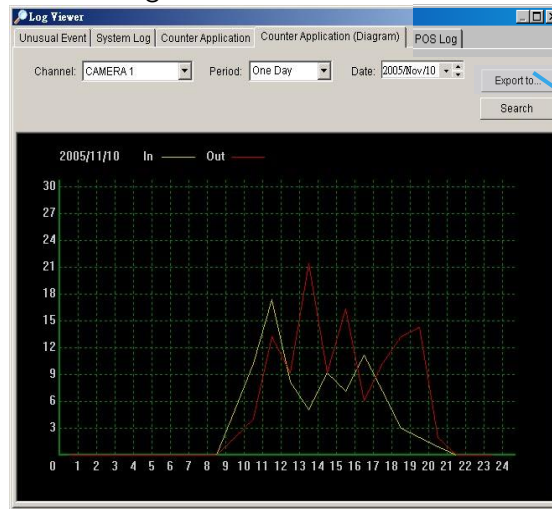 Log Viewer
Unusual Event System Log Counter Application Counter Application (Diagram) POS Log
Channel: CAMERA 1 Period: One Day Date: 2005/Nov/10
Export to...
Search
2005/11/10 In Out
30
27
24
21
18
15
12
9
6
3
0 1 2 3 4 5 6 7 8 9 10 11 12 13 14 15 16 17 18 19 20 21 22 23 24